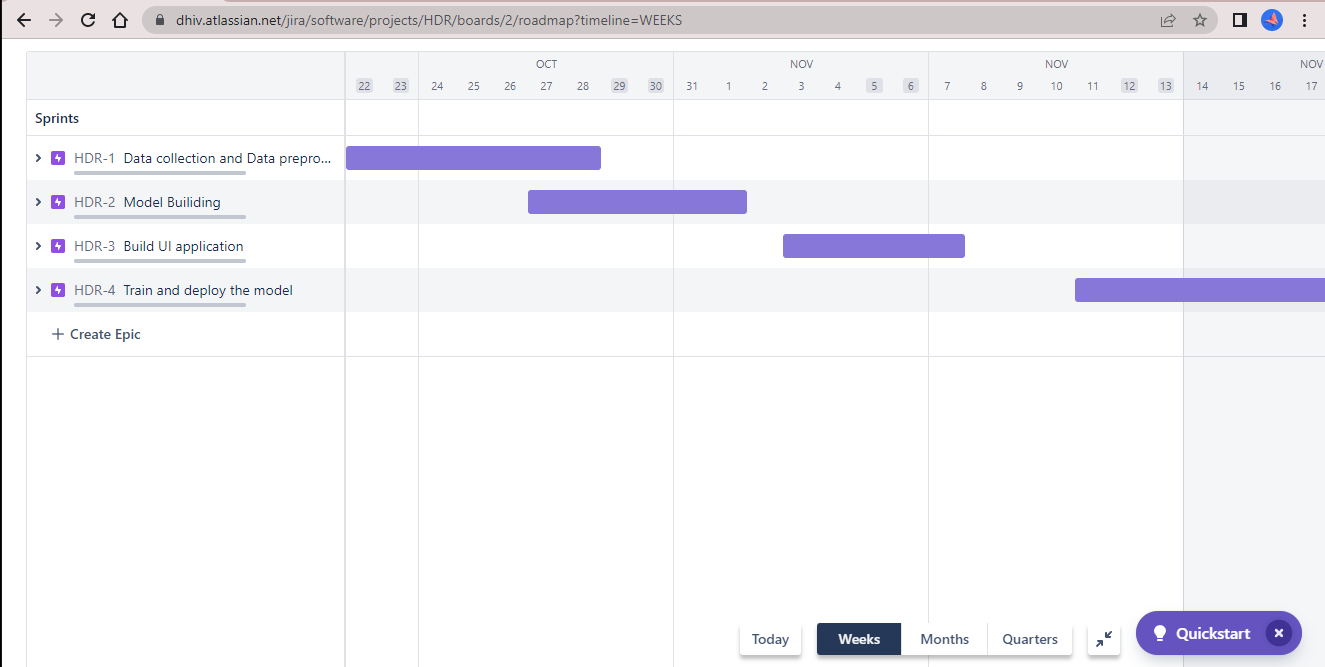 dhiv.atlassian.net/jira/software/projects/HDR/boards/2/roadmap?timeline=WEEKS
OCT NOV NOV NOV
22 23 24 25 26 27 28 29 30 31 1 2 3 4 5 6 7 8 9 10 11 12 13 14 15 16 17
Sprints
HDR-1 Data collection and Data prepro...
HDR-2 Model Builiding
HDR-3 Build UI application
HDR-4 Train and deploy the model
+ Create Epic
Today Weeks Months Quarters Quickstart